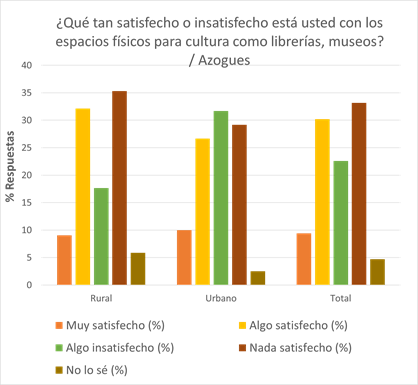 ¿Qué tan satisfecho o insatisfecho está usted con los
espacios físicos para cultura como librerías, museos?
/ Azogues
% Respuestas
40
35
30
25
20
15
10
5
0
Rural
Urbano
Total
Muy satisfecho (%)
Algo satisfecho (%)
Algo insatisfecho (%)
Nada satisfecho (%)
No lo sé (%)